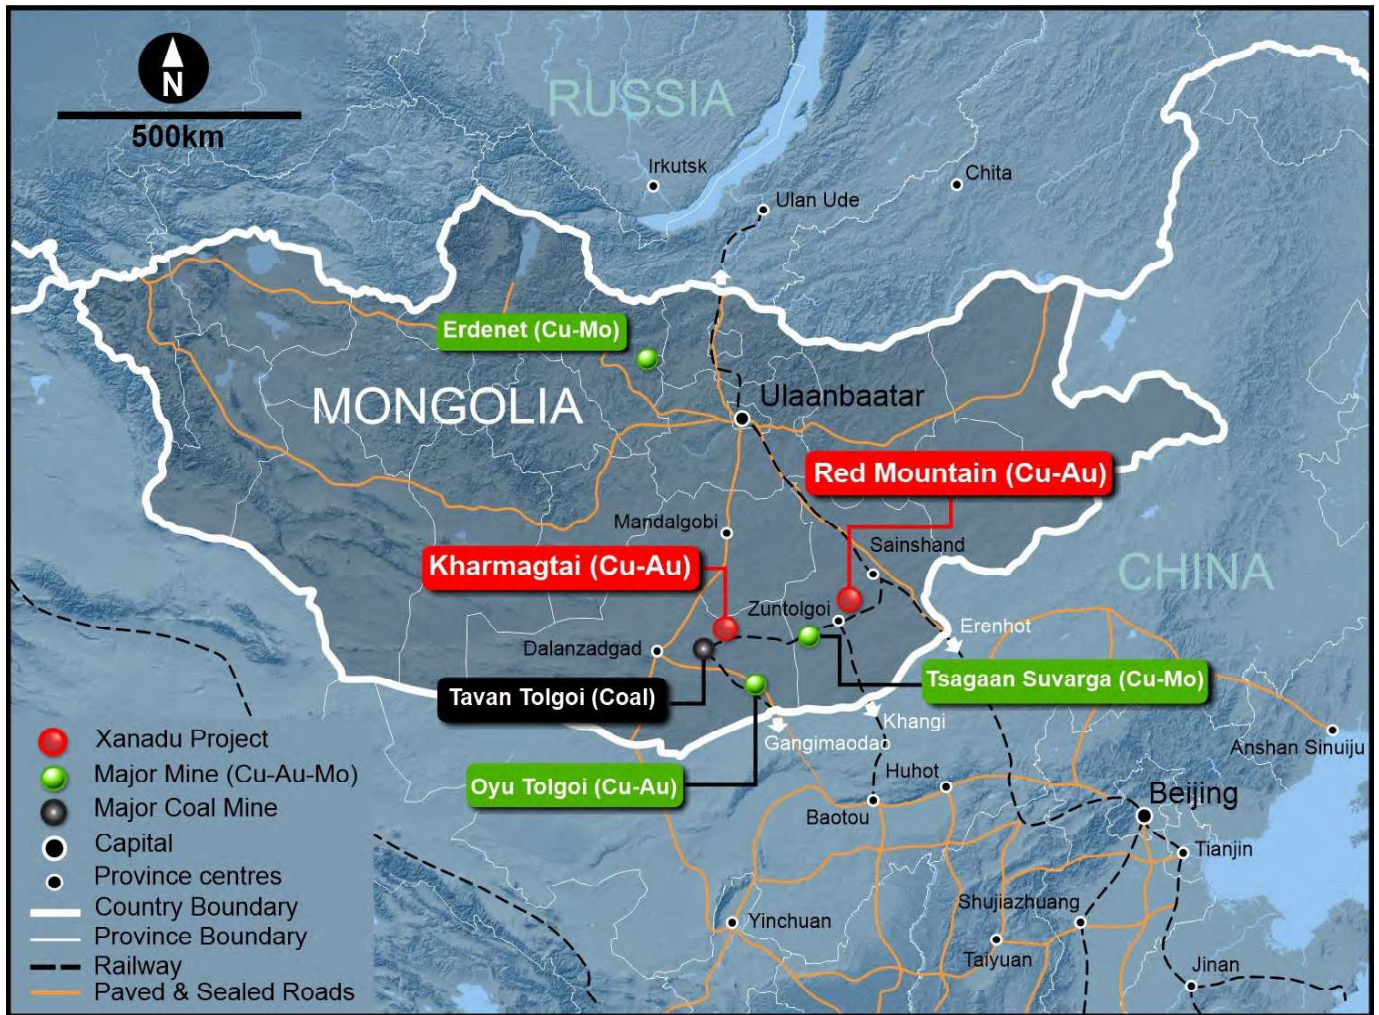 N
500km
RUSSIA
Irkutsk
Chita
Ulan Ude
Erdenet (Cu-Mo)
MONGOLIA
Ulaanbaatar
Red Mountain (Cu-Au)
Mandalgobi
Sainshand
Kharmagtai (Cu-Au)
CHINA
Zuntolgoi
Erenhot
Dalanzadgad
Tsagaan Suvarga (Cu-Mo)
Tavan Tolgoi (Coal)
Khangi
Gangimaodao
Anshan Sinuiju
Oyu Tolgoi (Cu-Au)
Huhot
Baotou
Beijing
Tianjin
Shujiazhuang
Yinchuan
Taiyuan
Jinan
Xanadu Project
Major Mine (Cu-Au-Mo)
Major Coal Mine
Capital
Province centres
Country Boundary
Province Boundary
Railway
Paved & Sealed Roads